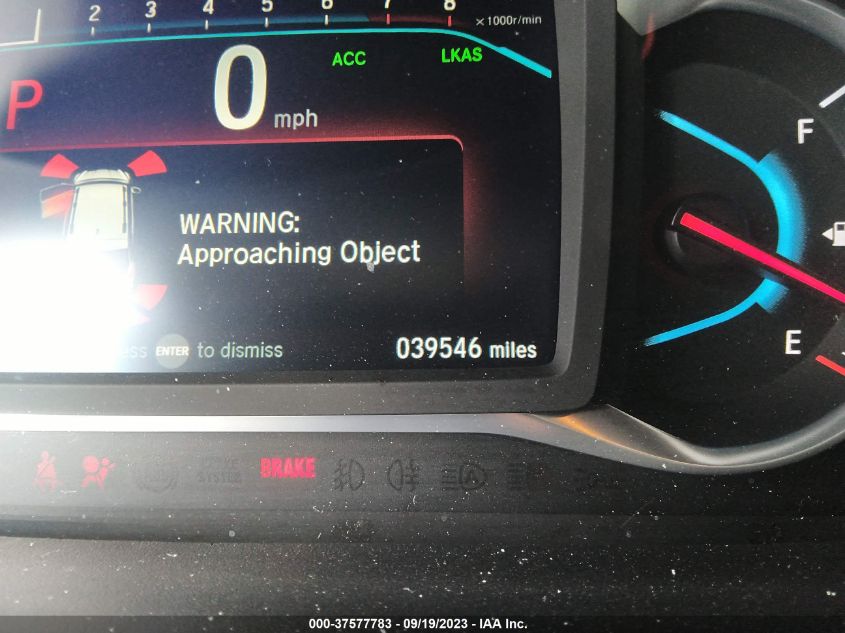 2 3 4 5 6 7 8 x1000r/min
ACC LKAS
P 0 mph
F
WARNING:
Approaching Object
E
ENTER to dismiss
039546 miles
BRAKE
000-37577783 - 09/19/2023 - IAA Inc.